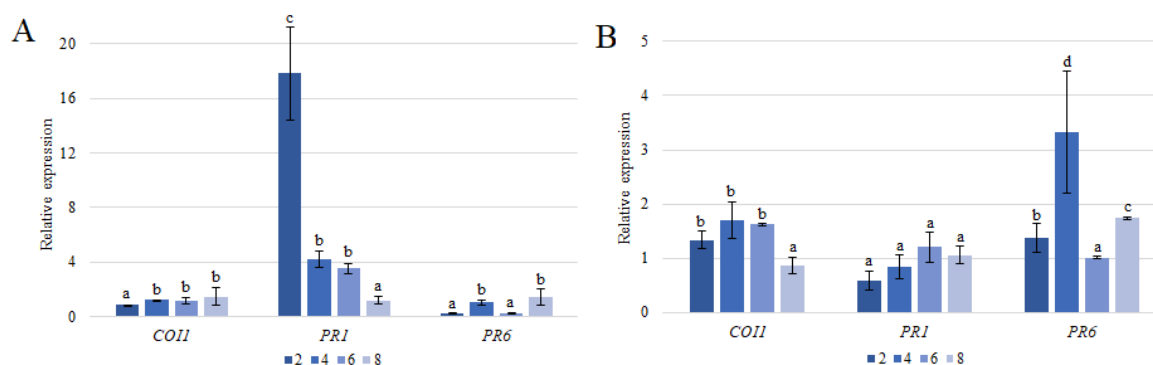 A
Relative expression
20
16
12
8
4
0
a b b b
c b b a
a b a b
COI1 PR1 PR6
2 4 6 8
B
Relative expression
5
4
3
2
1
0
b b b a
a a a a
b d a c
COI1 PR1 PR6
2 4 6 8